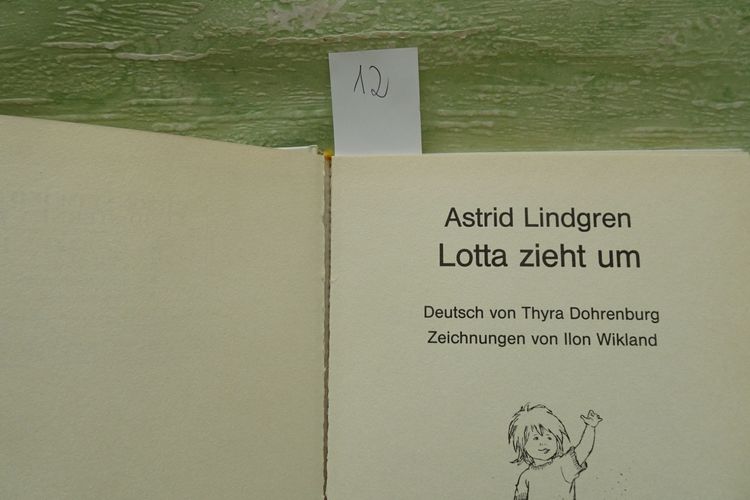 12
Astrid Lindgren
Lotta zieht um
Deutsch von Thyra Dohrenburg
Zeichnungen von Ilon Wikland